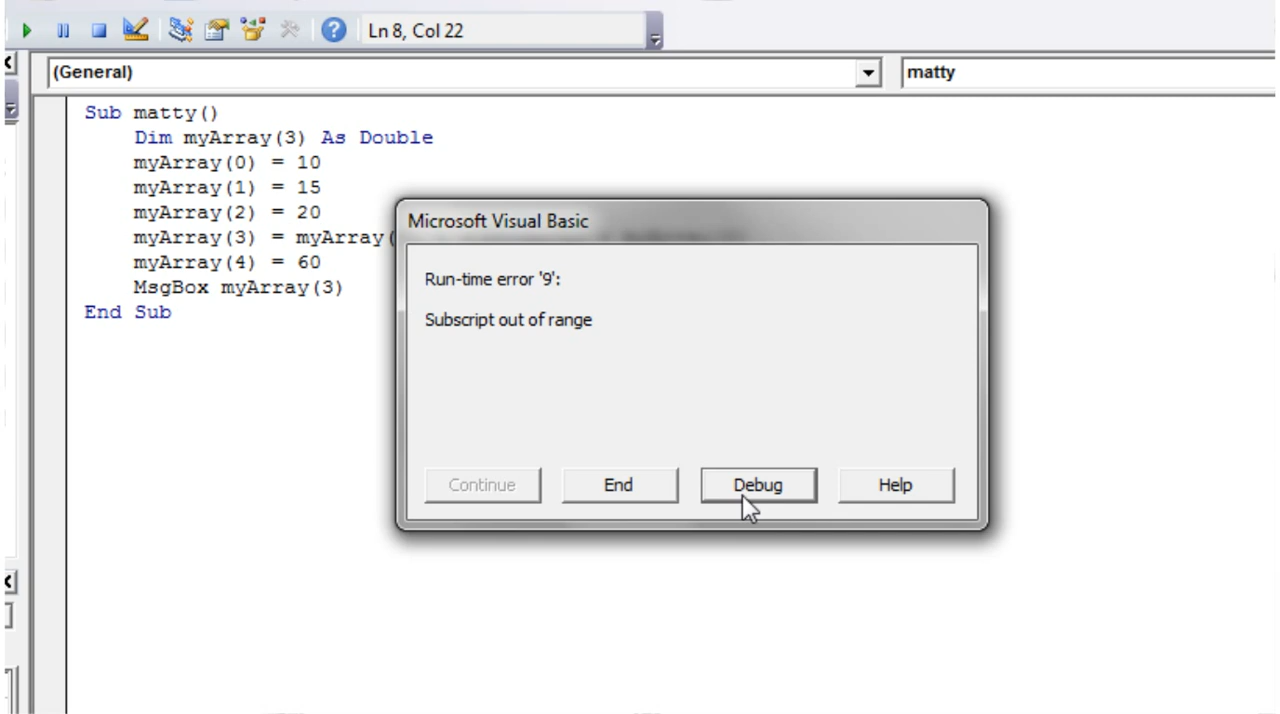 Ln 8, Col 22
(General)
matty
Sub matty()
Dim myArray(3) As Double
myArray(0) = 10
myArray(1) = 15
myArray(2) = 20
myArray(3) = myArray(
myArray(4) = 60
MsgBox myArray(3)
End Sub
Microsoft Visual Basic
Run-time error '9':
Subscript out of range
Continue
End
Debug
Help